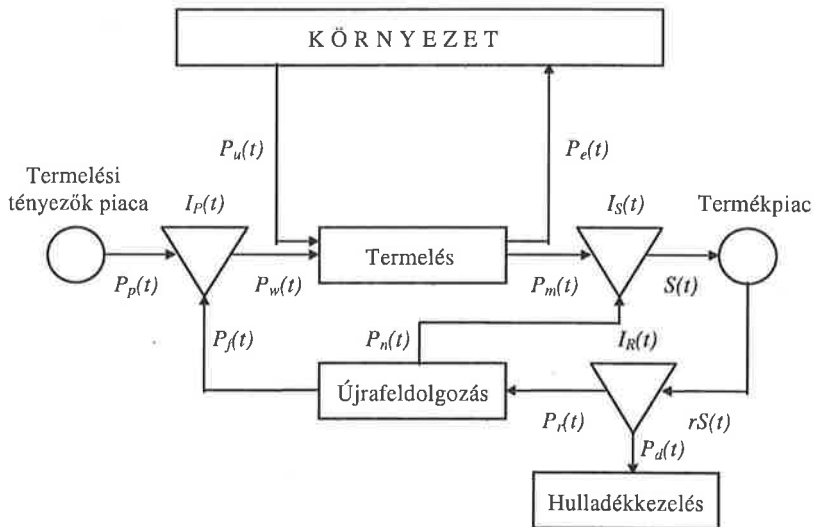 KÖRNYEZET
P_u(t)
P_e(t)
Termelési
tényezők piaca
I_P(t)
I_S(t)
Termékpiac
Termelés
P_p(t)
P_w(t)
P_m(t)
S(t)
P_f(t)
P_n(t)
I_R(t)
Újrafeldolgozás
P_r(t)
rS(t)
P_d(t)
Hulladékkezelés